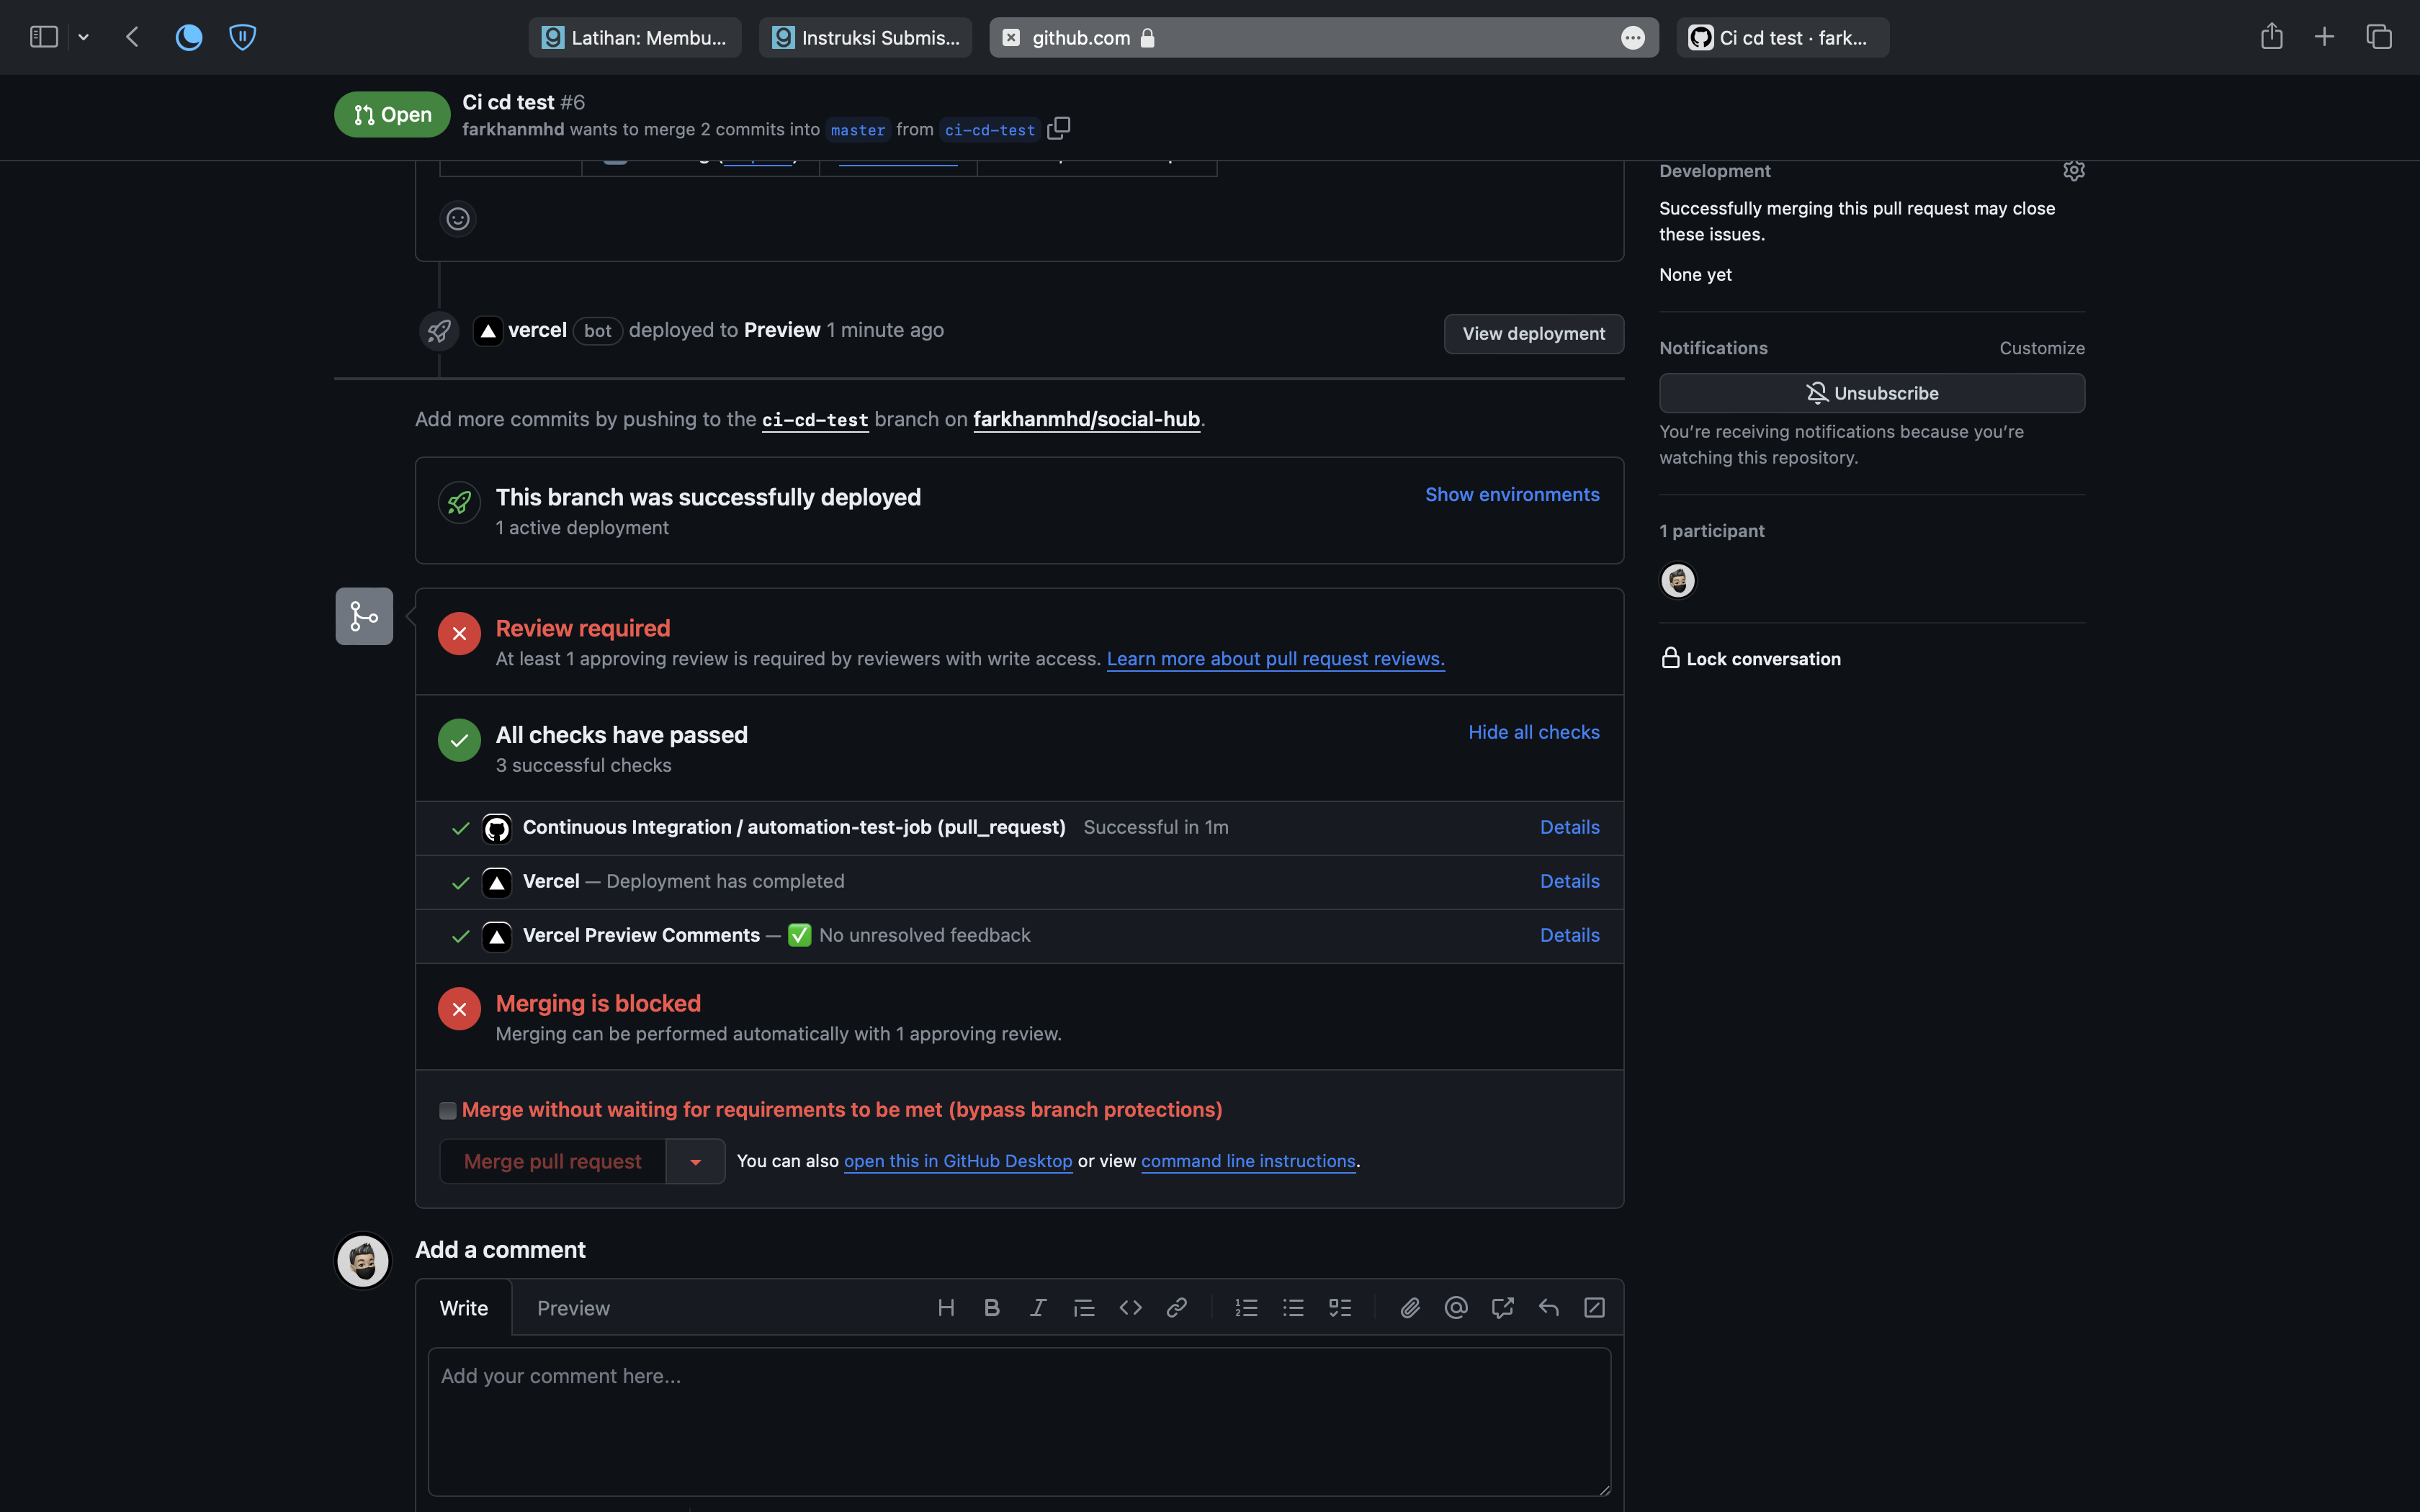 Latihan: Membu...
Instruksi Submis...
github.com
Ci cd test · fark...
Open
Ci cd test #6
farkhanmhd wants to merge 2 commits into master from ci-cd-test
vercel bot deployed to Preview 1 minute ago
View deployment
Add more commits by pushing to the ci-cd-test branch on farkhanmhd/social-hub.
This branch was successfully deployed
1 active deployment
Show environments
Review required
At least 1 approving review is required by reviewers with write access. Learn more about pull request reviews.
All checks have passed
3 successful checks
Hide all checks
Continuous Integration / automation-test-job (pull_request) Successful in 1m
Details
Vercel — Deployment has completed
Details
Vercel Preview Comments — ✅ No unresolved feedback
Details
Merging is blocked
Merging can be performed automatically with 1 approving review.
Merge without waiting for requirements to be met (bypass branch protections)
Merge pull request
You can also open this in GitHub Desktop or view command line instructions.
Add a comment
Write
Preview
Add your comment here...
Development
Successfully merging this pull request may close
these issues.
None yet
Notifications
Customize
Unsubscribe
You're receiving notifications because you're
watching this repository.
1 participant
Lock conversation